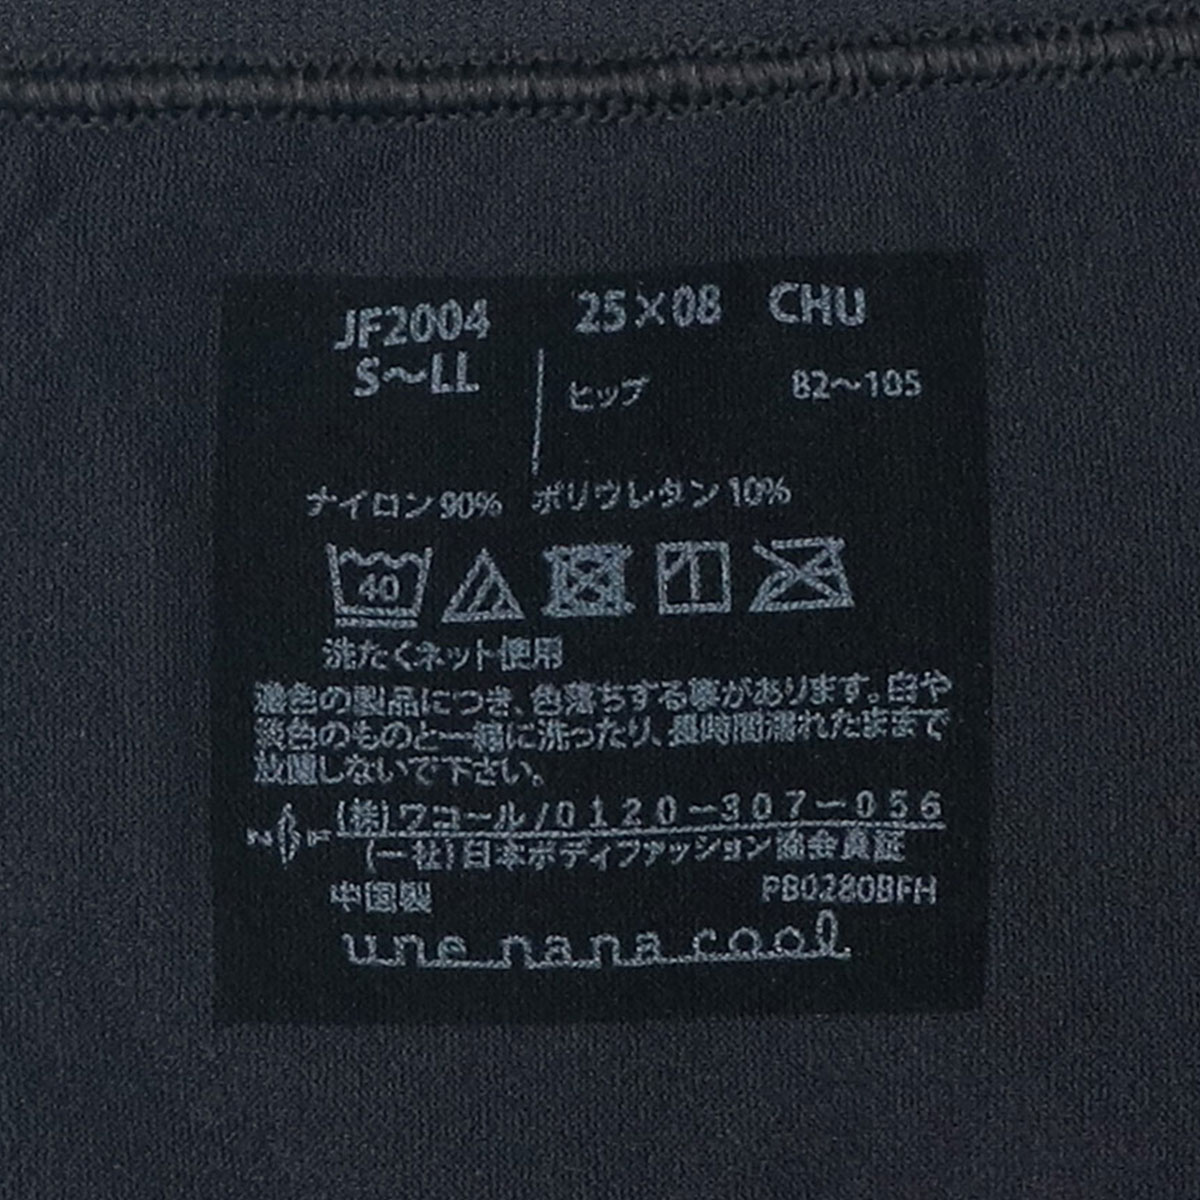 JF2004 25×08 CHU
S〜LL ヒップ 82〜105
ナイロン90% ポリウレタン10%
40
洗たくネット使用
濃色の製品につき、色落ちする事があります。白や
淡色のものと一緒に洗ったり、長時間濡れたままで
放置しないで下さい。
(株)ワコール/0120-307-056
NBF (一社)日本ボディファッション協会員証
中国製 PB0280BFH
une nana cool